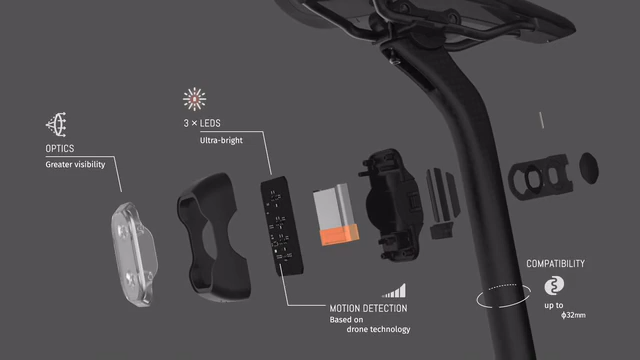 3 × LEDS
Ultra-bright
OPTICS
Greater visibility
COMPATIBILITY
up to
ϕ32mm
MOTION DETECTION
Based on
drone technology